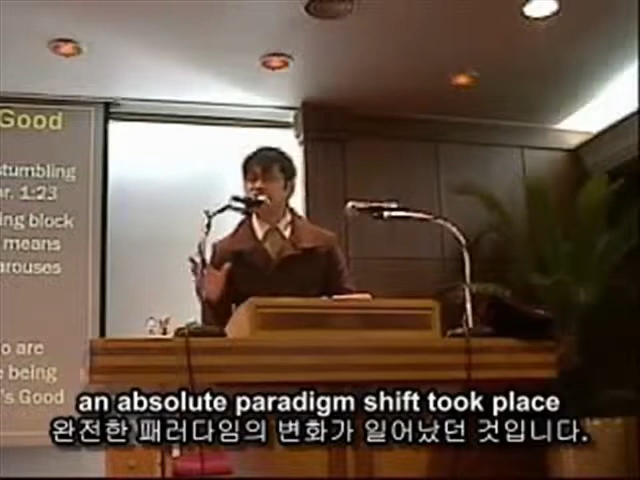 Good
stumbling
r. 1:23
ing block
means
arouses
o are
e being
's Good
an absolute paradigm shift took place
완전한 패러다임의 변화가 일어났던 것입니다.